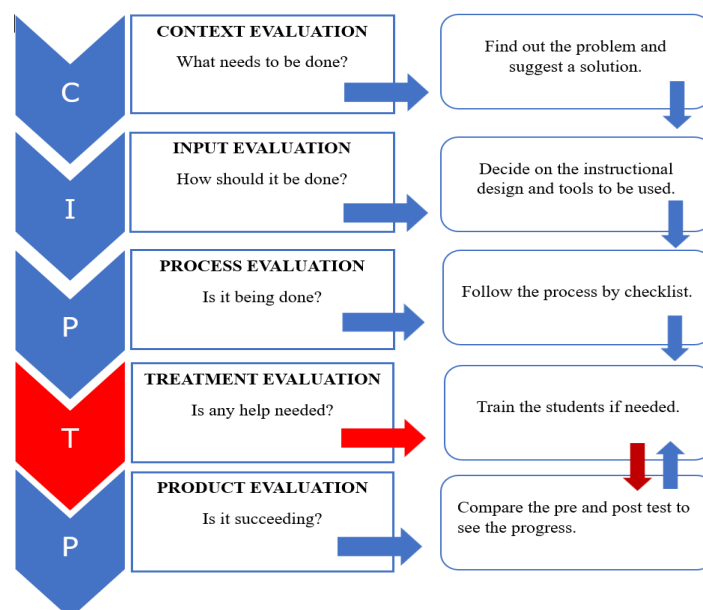 C
CONTEXT EVALUATION
What needs to be done?
Find out the problem and
suggest a solution.
I
INPUT EVALUATION
How should it be done?
Decide on the instructional
design and tools to be used.
P
PROCESS EVALUATION
Is it being done?
Follow the process by checklist.
T
TREATMENT EVALUATION
Is any help needed?
Train the students if needed.
P
PRODUCT EVALUATION
Is it succeeding?
Compare the pre and post test to
see the progress.